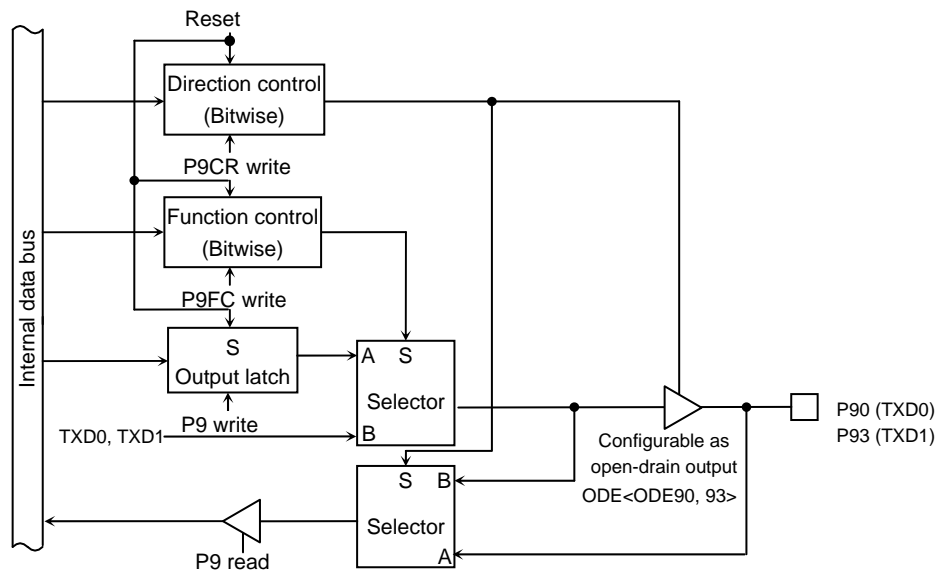 Reset
Direction control
(Bitwise)
P9CR write
Function control
(Bitwise)
P9FC write
Internal data bus
S
Output latch
P9 write
TXD0, TXD1
A S
Selector
B
Configurable as
open-drain output
ODE<ODE90, 93>
P90 (TXD0)
P93 (TXD1)
S B
Selector
A
P9 read